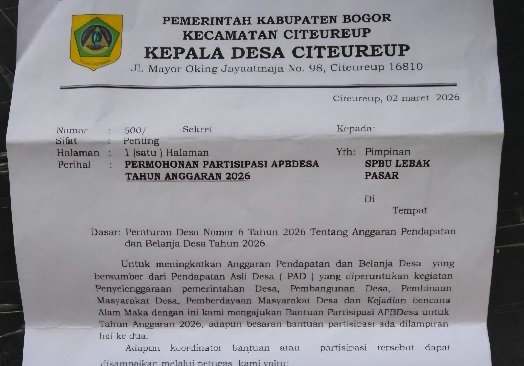 PEMERINTAH KABUPATEN BOGOR
KECAMATAN CITEUREUP
KEPALA DESA CITEUREUP
Jl. Mayor Oking Jayaatmaja No. 98, Citeureup 16810
Citeureup, 02 maret 2026
Nomor : 500/ Sekret
Kepada:
Sifat : Penting
Halaman : 1 (satu) Halaman
Yth: Pimpinan
Perihal : PERMOHONAN PARTISIPASI APBDESA
SPBU LEBAK
TAHUN ANGGARAN 2026
PASAR
Di
Tempat
Dasar: Peraturan Desa Nomor 6 Tahun 2026 Tentang Anggaran Pendapatan
dan Belanja Desa Tahun 2026
Untuk meningkatkan Anggaran Pendapatan dan Belanja Desa yang
bersumber dari Pendapatan Asli Desa ( PAD ) yang diperuntukan kegiatan
Penyelenggaraan pemerintahan Desa, Pembangunan Desa, Pembinaan
Masyarakat Desa, Pemberdayaan Masyarakat Desa dan Kejadian bencana
Alam Maka dengan ini kami mengajukan Bantuan Partisipasi APBDesa untuk
Tahun Anggaran 2026, adapun besaran bantuan partisipasi ada dilampiran
ke dua.
Adapun koordinator bantuan atau partisipasi tersebut dapat
disampaikan melalui petugas kami yaitu: